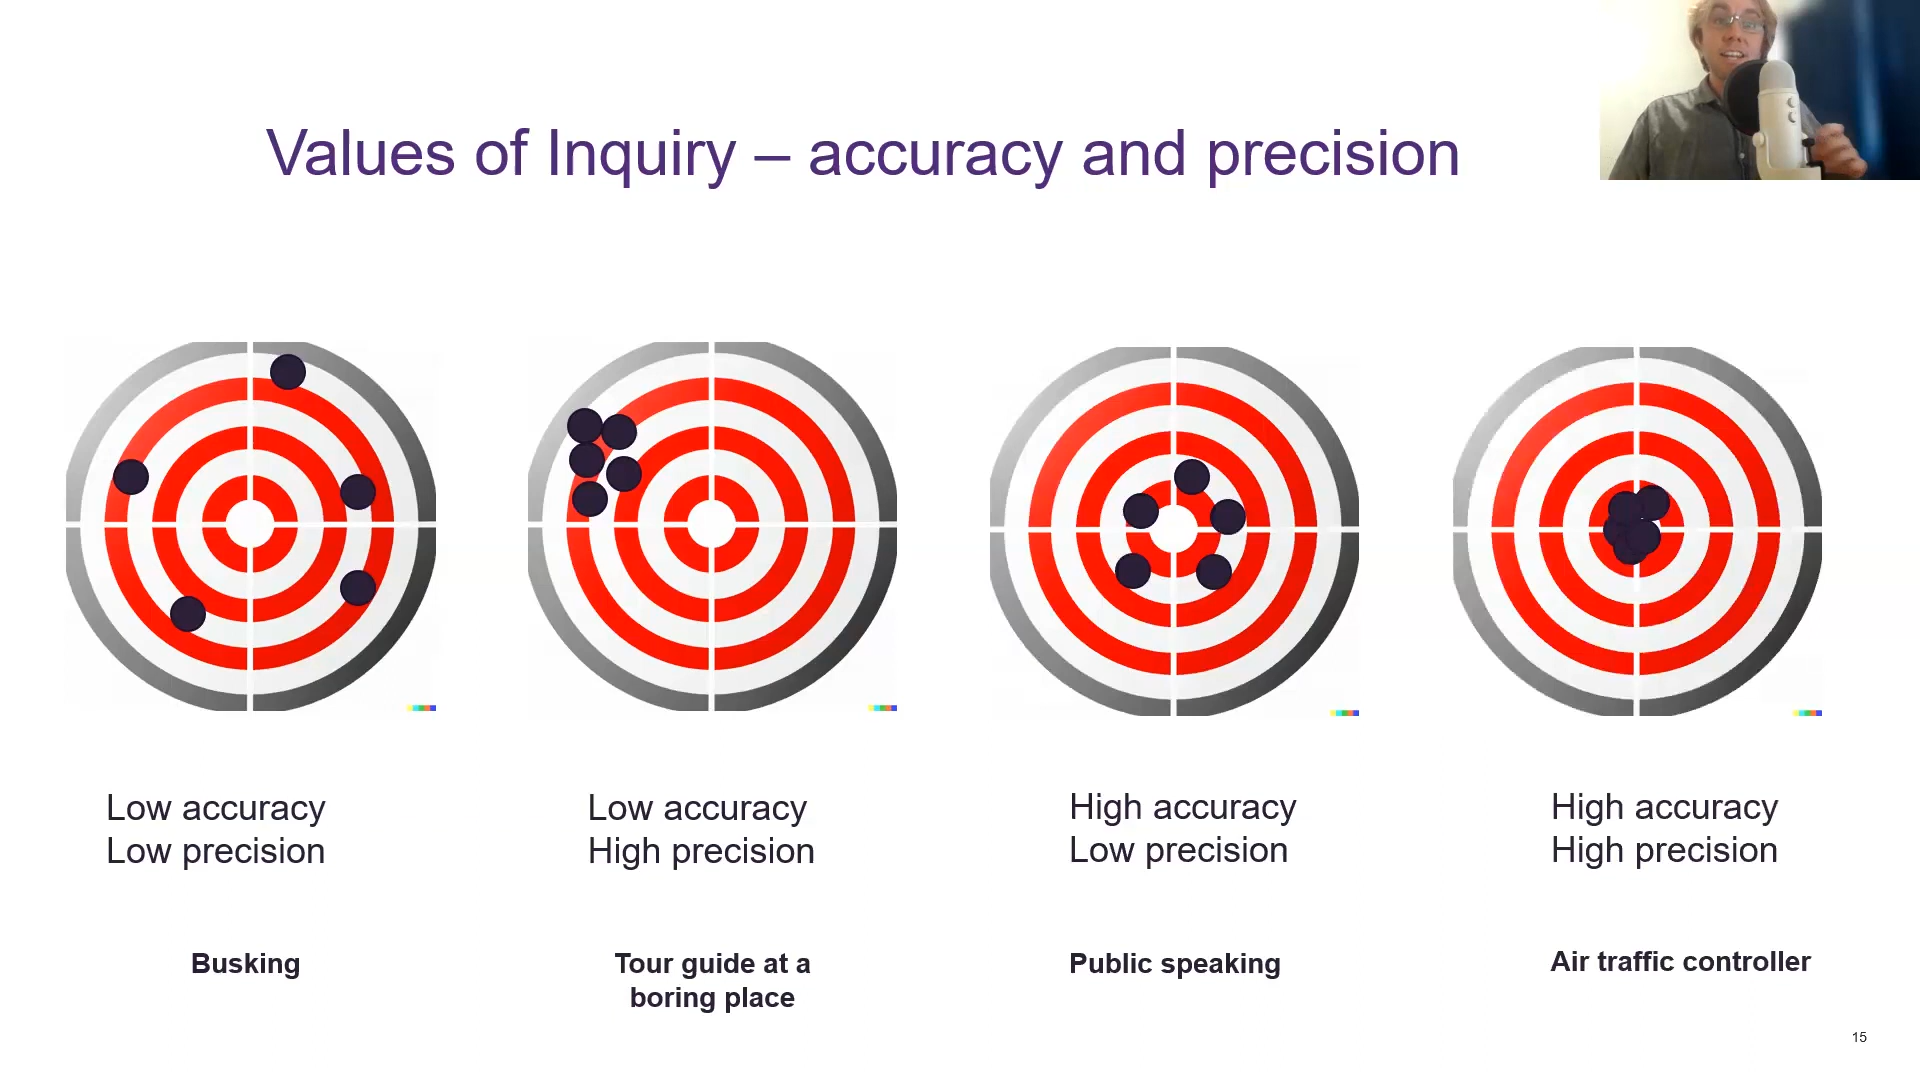 Values of Inquiry – accuracy and precision
Low accuracy
Low precision
Low accuracy
High precision
High accuracy
Low precision
High accuracy
High precision
Busking
Tour guide at a
boring place
Public speaking
Air traffic controller
15